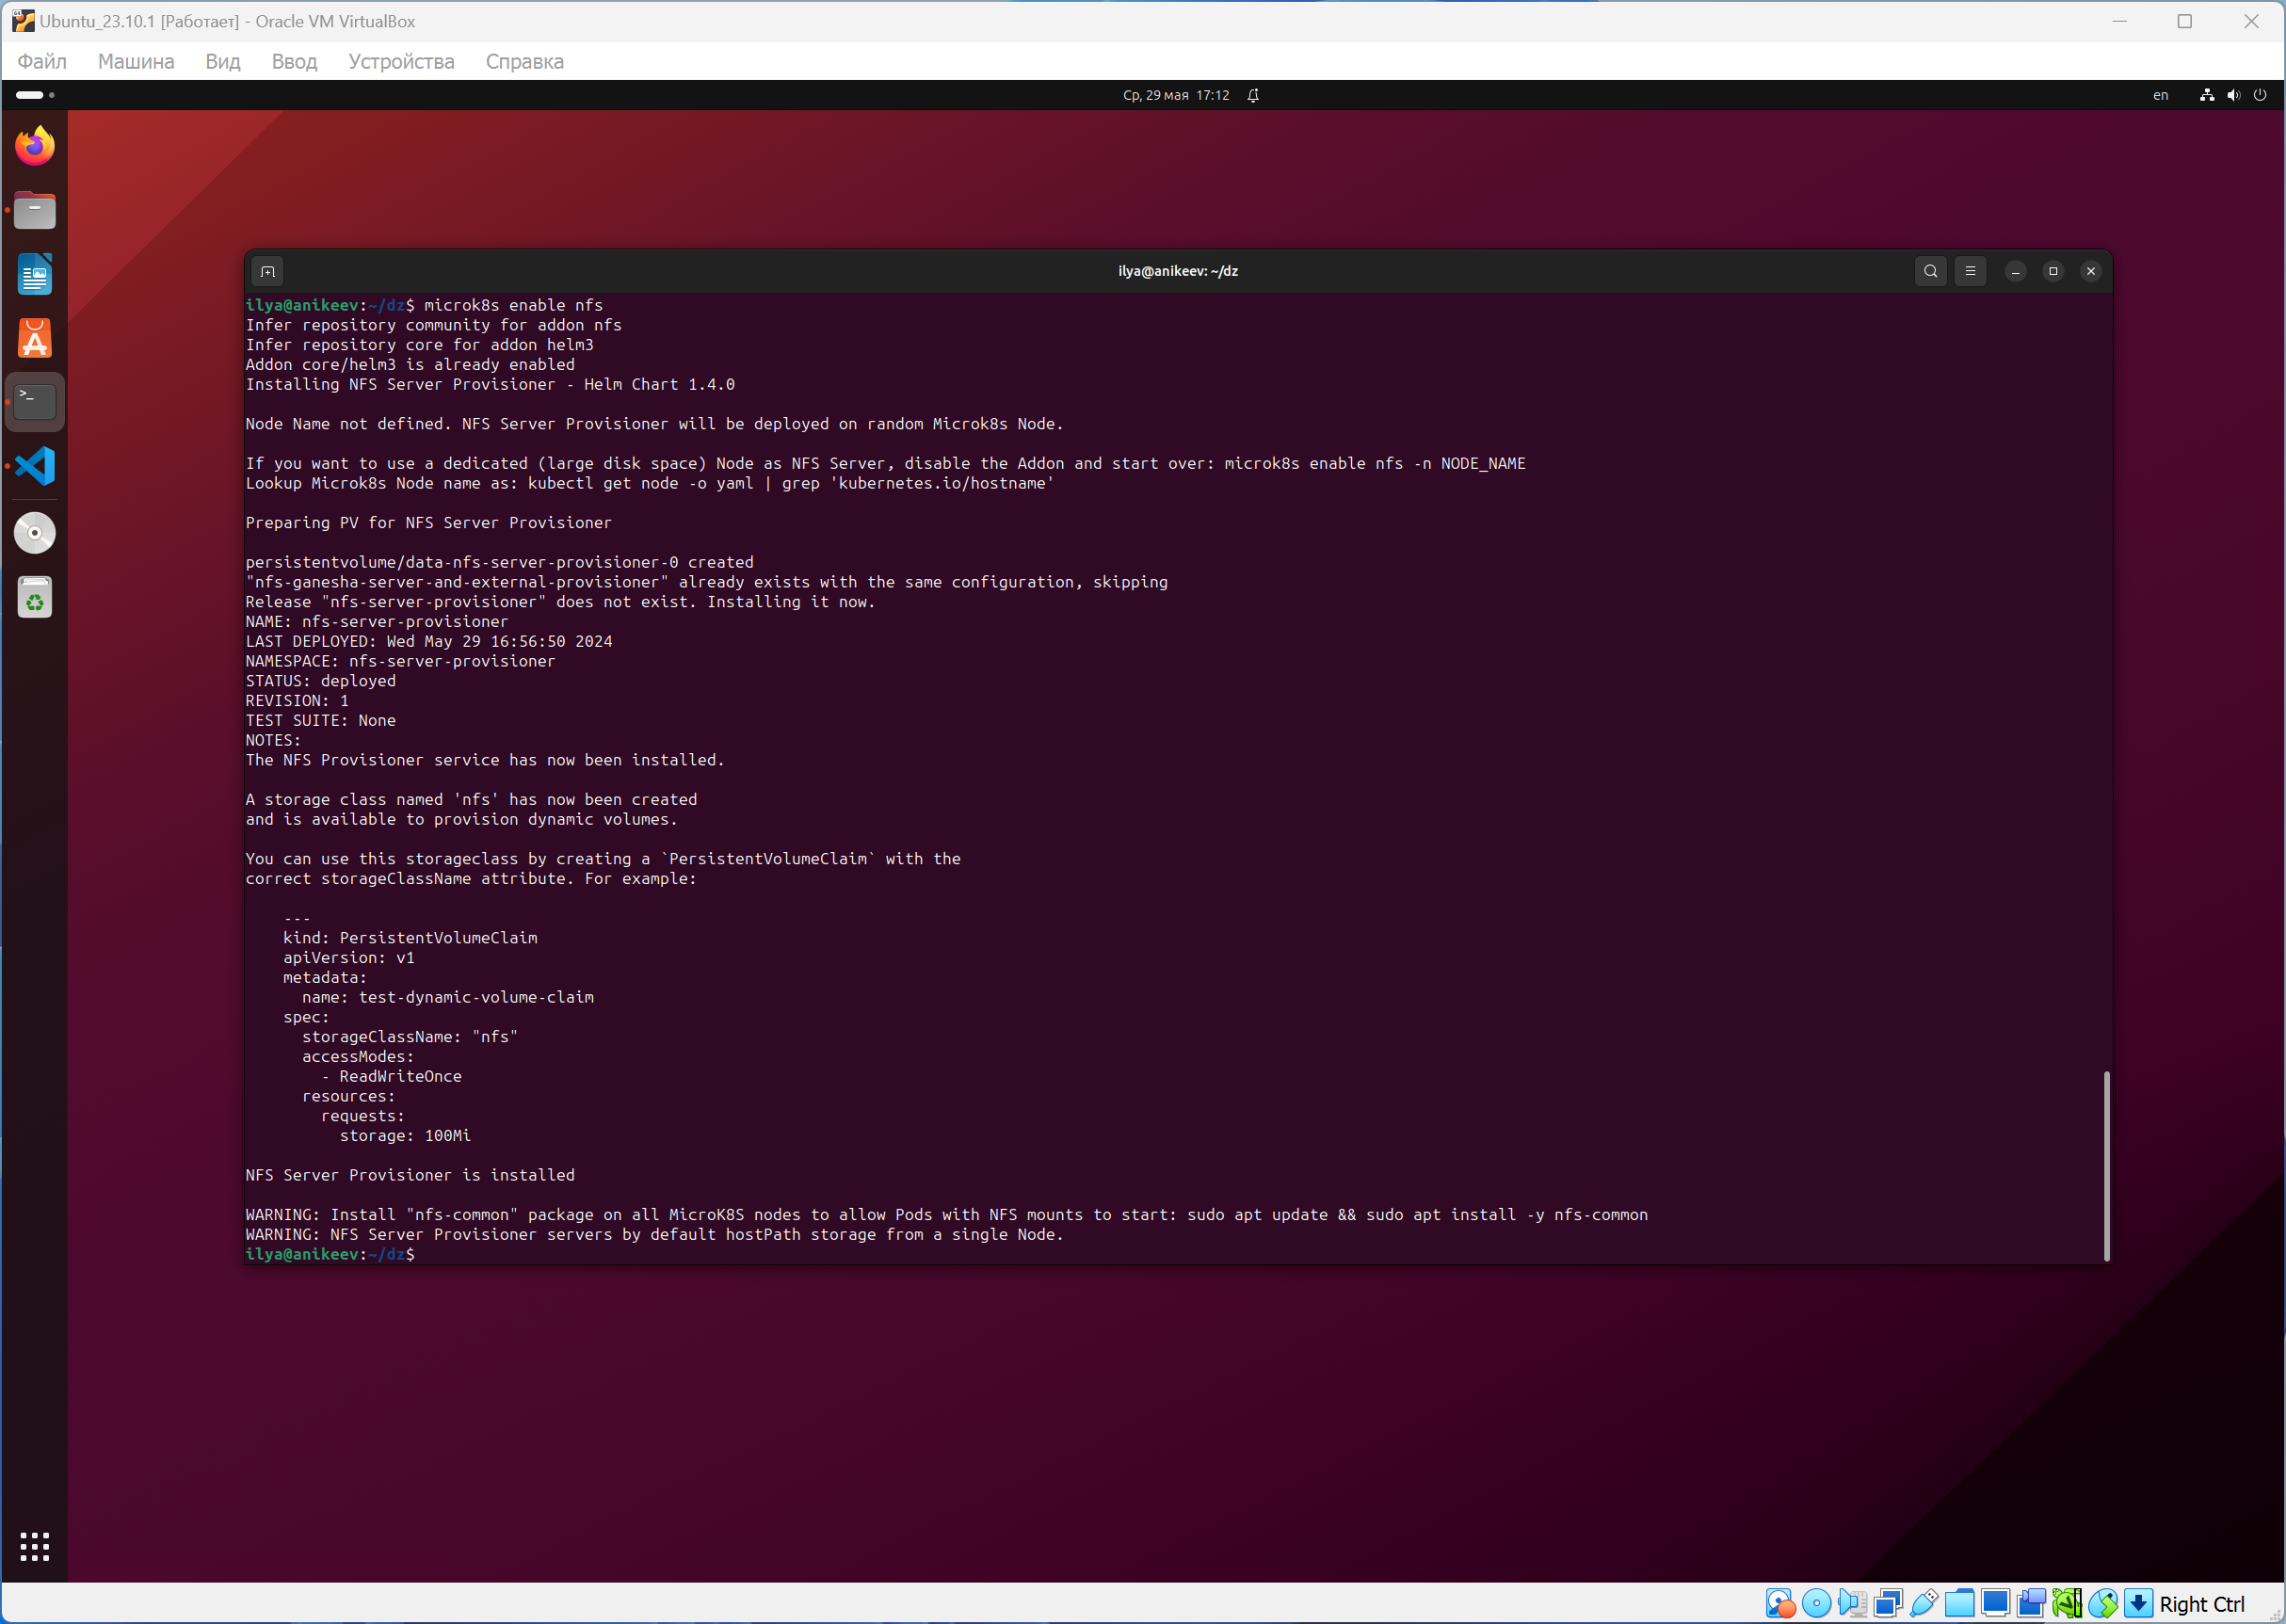 Ubuntu_23.10.1 [Работает] - Oracle VM VirtualBox
Файл Машина Вид Ввод Устройства Справка
Ср, 29 мая 17:12
en
ilya@anikeev: ~/dz
ilya@anikeev:~/dz$ microk8s enable nfs
Infer repository community for addon nfs
Infer repository core for addon helm3
Addon core/helm3 is already enabled
Installing NFS Server Provisioner - Helm Chart 1.4.0
Node Name not defined. NFS Server Provisioner will be deployed on random Microk8s Node.
If you want to use a dedicated (large disk space) Node as NFS Server, disable the Addon and start over: microk8s enable nfs -n NODE_NAME
Lookup Microk8s Node name as: kubectl get node -o yaml | grep 'kubernetes.io/hostname'
Preparing PV for NFS Server Provisioner
persistentvolume/data-nfs-server-provisioner-0 created
"nfs-ganesha-server-and-external-provisioner" already exists with the same configuration, skipping
Release "nfs-server-provisioner" does not exist. Installing it now.
NAME: nfs-server-provisioner
LAST DEPLOYED: Wed May 29 16:56:50 2024
NAMESPACE: nfs-server-provisioner
STATUS: deployed
REVISION: 1
TEST SUITE: None
NOTES:
The NFS Provisioner service has now been installed.
A storage class named 'nfs' has now been created
and is available to provision dynamic volumes.
You can use this storageclass by creating a `PersistentVolumeClaim` with the
correct storageClassName attribute. For example:
---
kind: PersistentVolumeClaim
apiVersion: v1
metadata:
name: test-dynamic-volume-claim
spec:
storageClassName: "nfs"
accessModes:
- ReadWriteOnce
resources:
requests:
storage: 100Mi
NFS Server Provisioner is installed
WARNING: Install "nfs-common" package on all MicroK8S nodes to allow Pods with NFS mounts to start: sudo apt update && sudo apt install -y nfs-common
WARNING: NFS Server Provisioner servers by default hostPath storage from a single Node.
ilya@anikeev:~/dz$
Right Ctrl